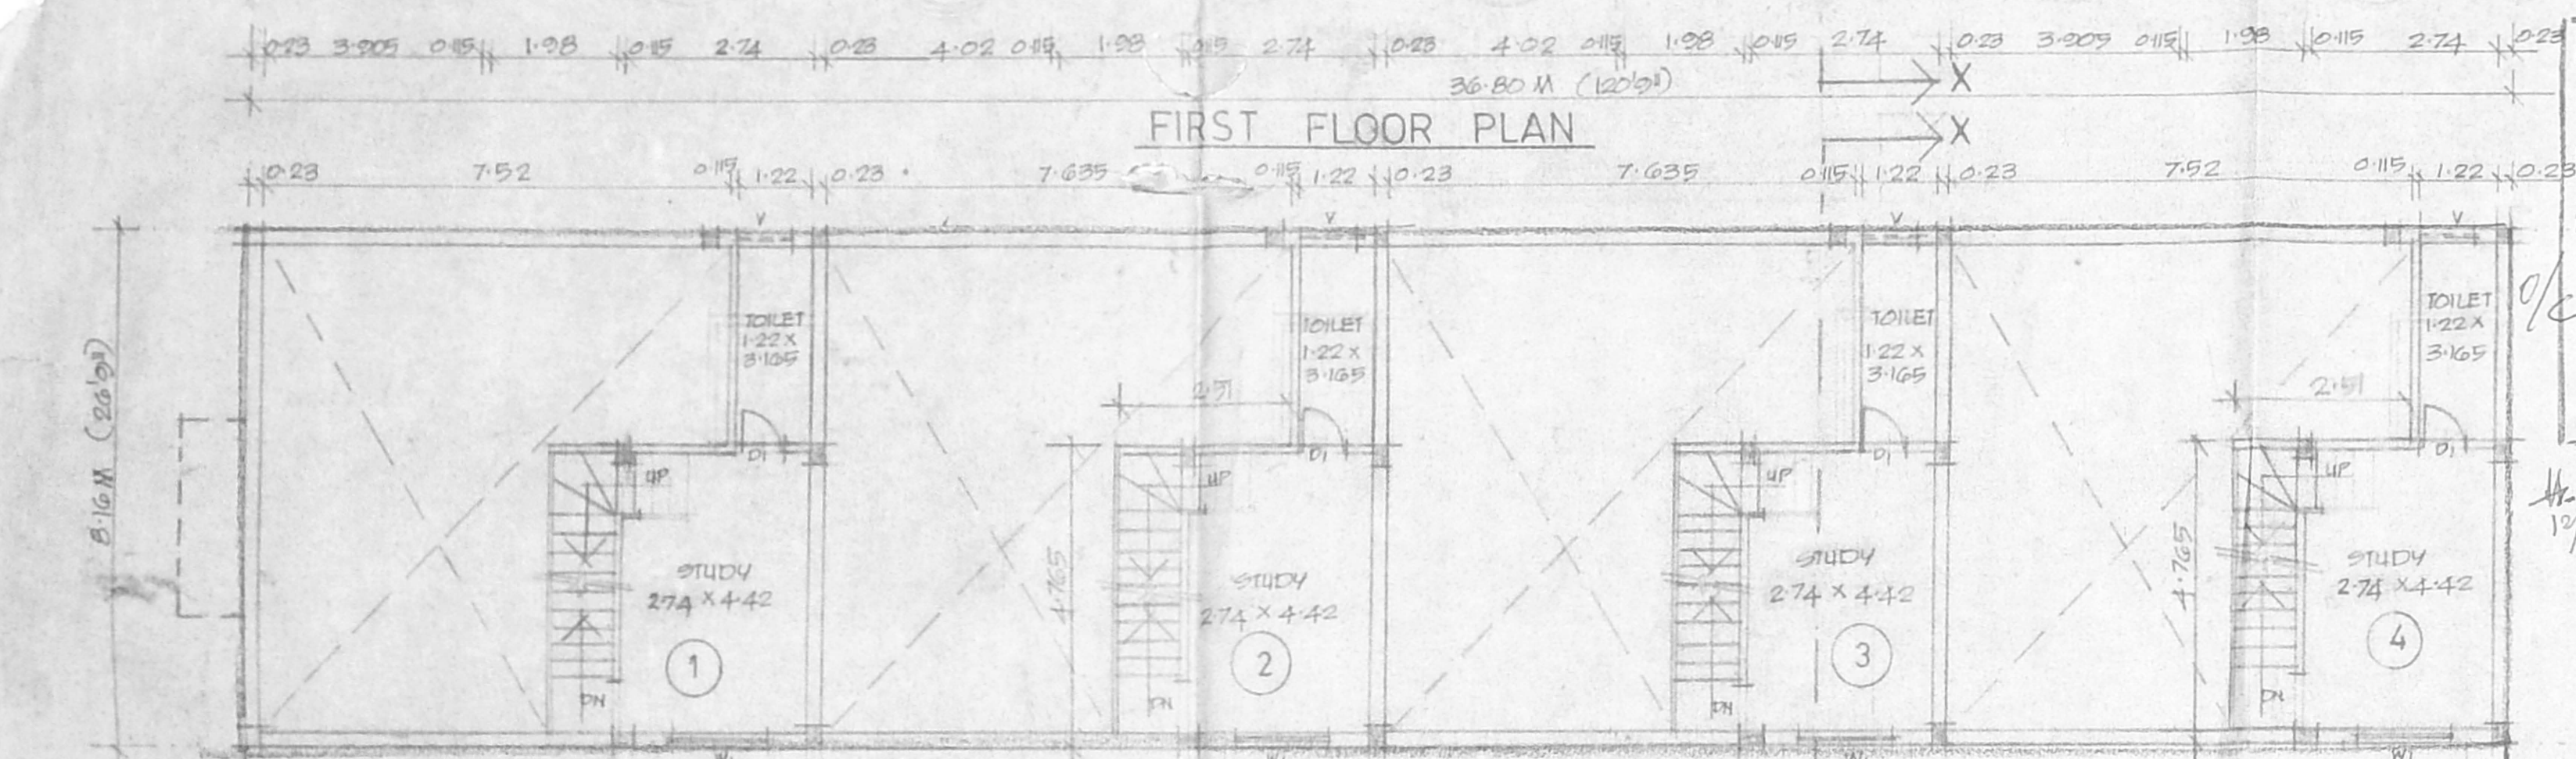 0.23 3.905 0.115 1.98 0.115 2.74 0.23 4.02 0.115 1.98 0.115 2.74 0.23 4.02 0.115 1.98 0.115 2.74 0.23 3.905 0.115 1.98 0.115 2.74 0.23
36.80 M (120'9") X
FIRST FLOOR PLAN X
0.23 7.52 0.115 1.22 0.23 7.635 0.115 1.22 0.23 7.635 0.115 1.22 0.23 7.52 0.115 1.22 0.23
V V V V
8.16 M (26'9")
TOILET
1.22 X
3.165
TOILET
1.22 X
3.165
TOILET
1.22 X
3.165
TOILET
1.22 X
3.165
2.51 2.51
D1 D1 D1 D1
UP UP UP UP
4.765 4.765
STUDY
2.74 X 4.42
1
STUDY
2.74 X 4.42
2
STUDY
2.74 X 4.42
3
STUDY
2.74 X 4.42
4
DN DN DN DN